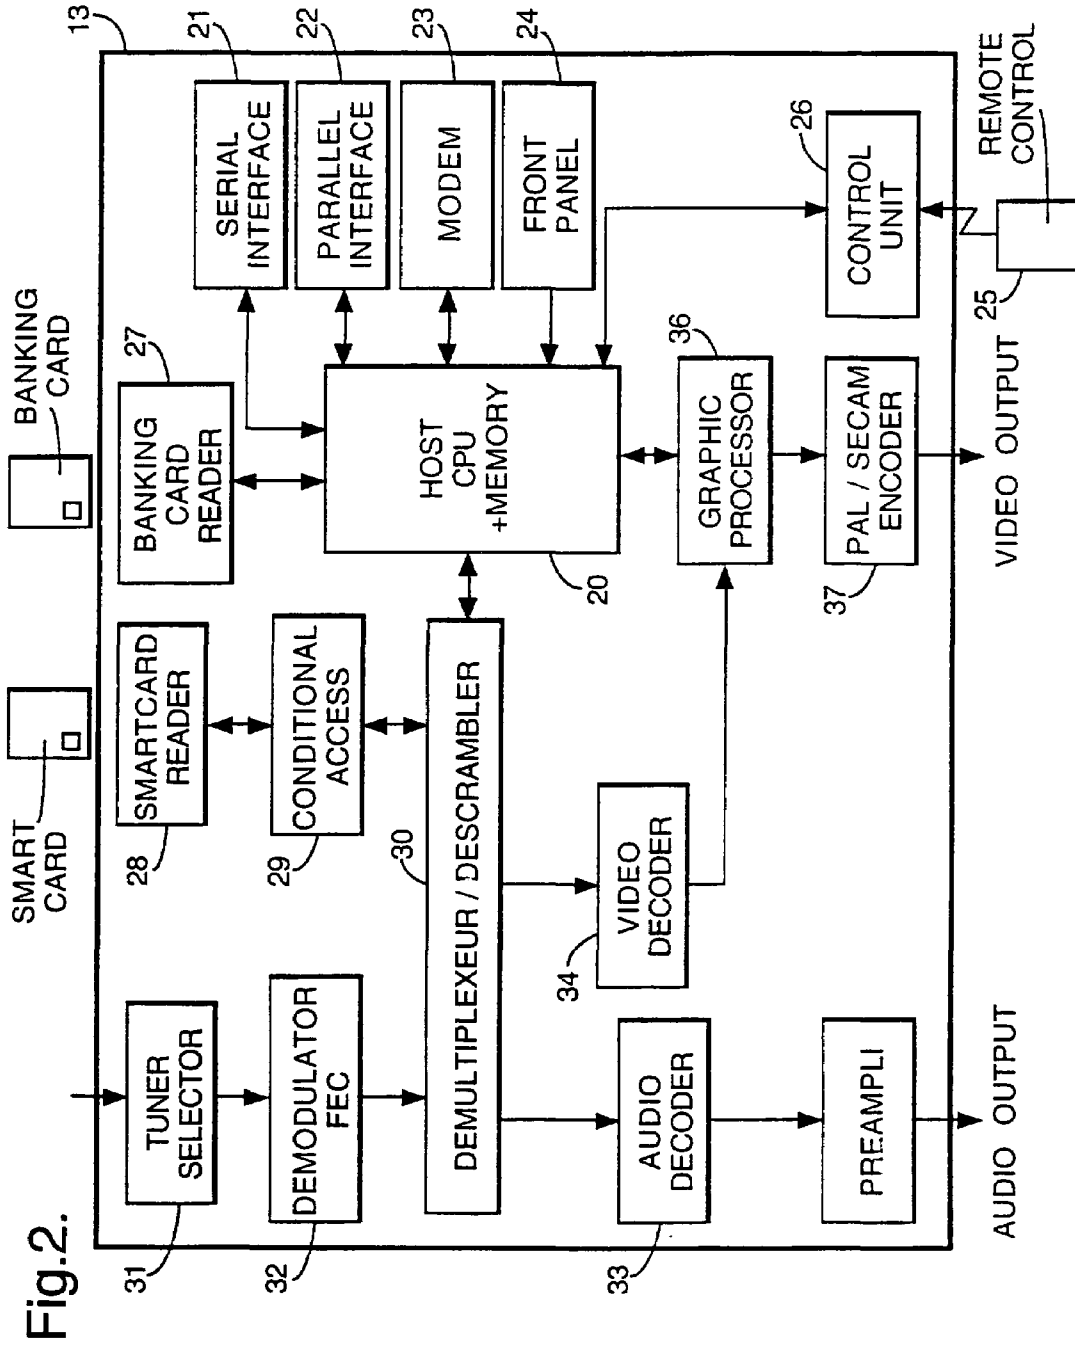 Fig.2.
SMART
CARD
BANKING
CARD
13
31
TUNER
SELECTOR
28
SMARTCARD
READER
27
BANKING
CARD
READER
21
SERIAL
INTERFACE
22
PARALLEL
INTERFACE
23
MODEM
24
FRONT
PANEL
32
DEMODULATOR
FEC
29
CONDITIONAL
ACCESS
30
DEMULTIPLEXEUR / DESCRAMBLER
HOST
CPU
+MEMORY
20
33
AUDIO
DECODER
34
VIDEO
DECODER
36
GRAPHIC
PROCESSOR
26
CONTROL
UNIT
PREAMPLI
37
PAL / SECAM
ENCODER
25
REMOTE
CONTROL
AUDIO OUTPUT
VIDEO OUTPUT